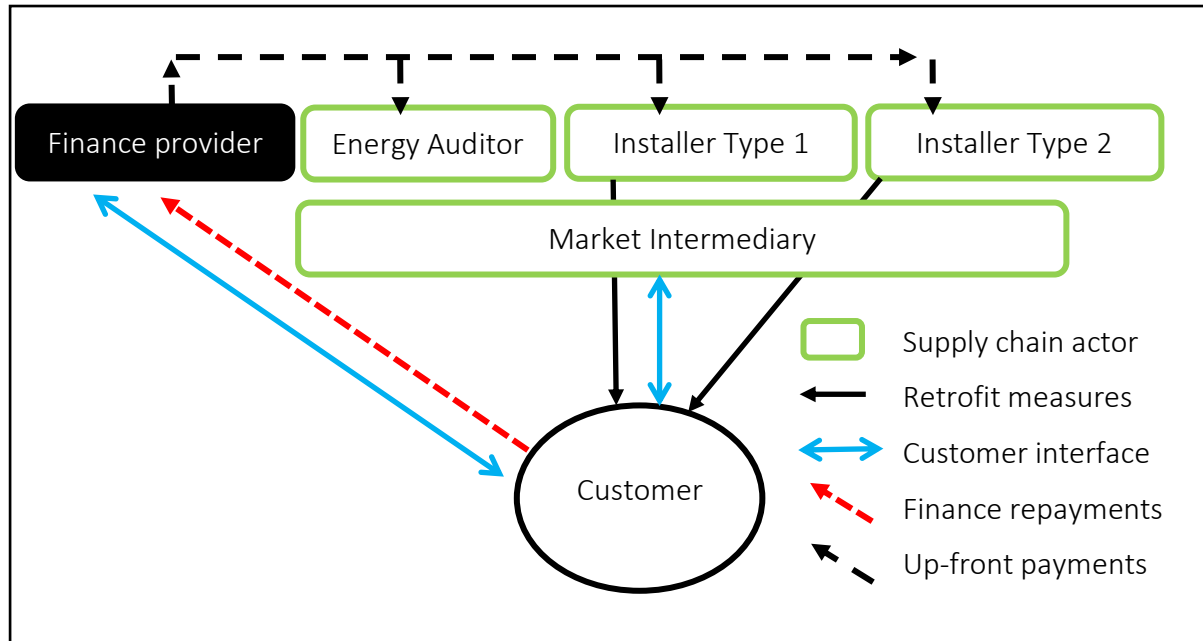 Finance provider
Energy Auditor
Installer Type 1
Installer Type 2
Market Intermediary
Supply chain actor
Retrofit measures
Customer interface
Customer
Finance repayments
Up-front payments